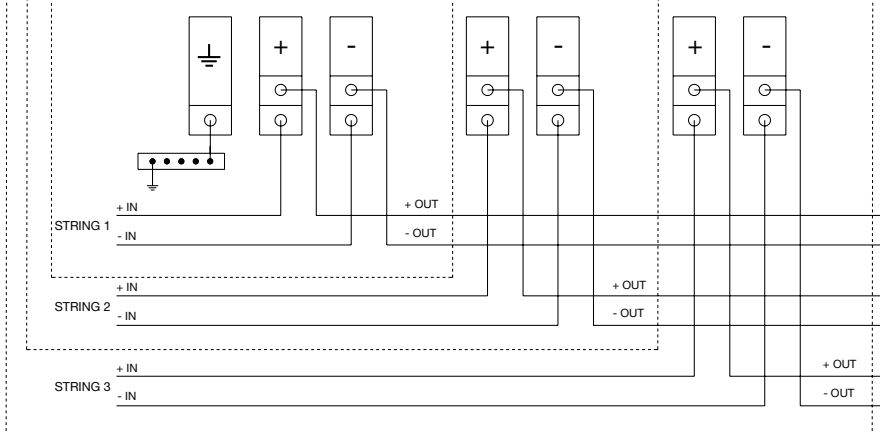 + - + - + -
+ IN + OUT
STRING 1
- IN - OUT
+ IN + OUT
STRING 2
- IN - OUT
+ IN + OUT
STRING 3
- IN - OUT